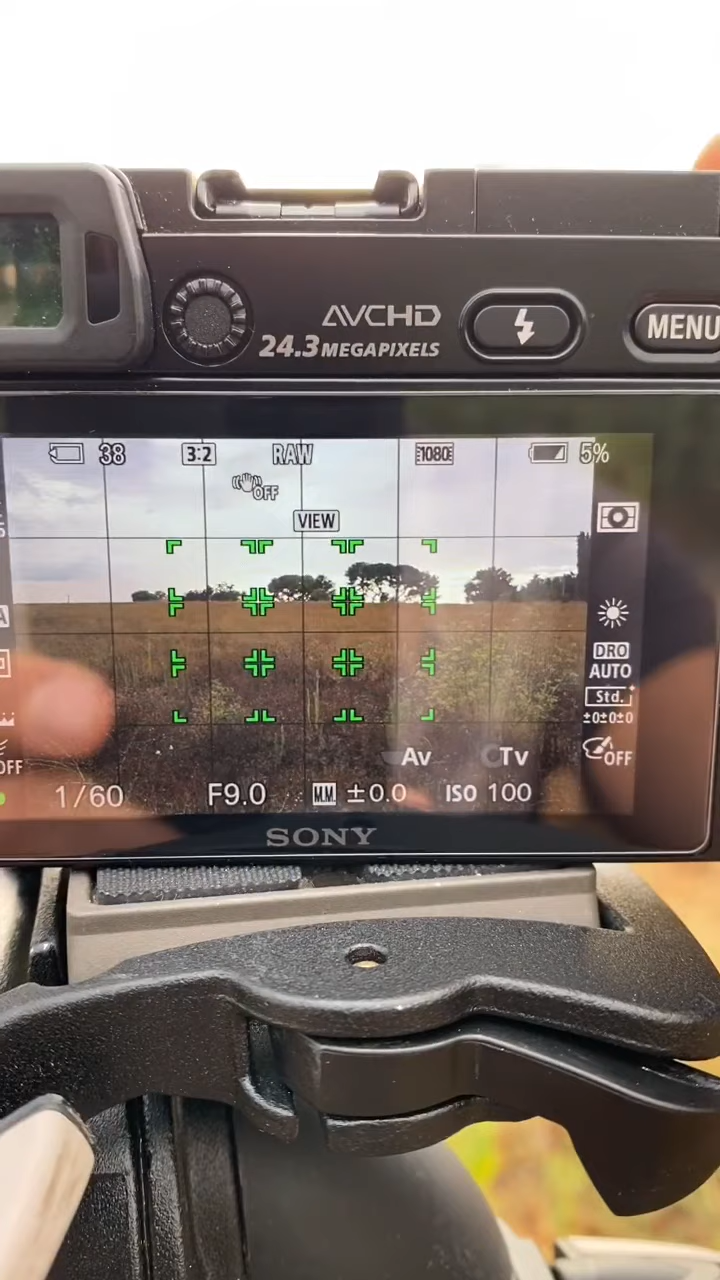 AVCHD
24.3 MEGAPIXELS
MENU
38 3:2 RAW 1080 5%
OFF
VIEW
DRO
AUTO
Std.
±0±0±0
OFF
OFF
Av Tv
1/60 F9.0 M.M. ±0.0 ISO 100
SONY